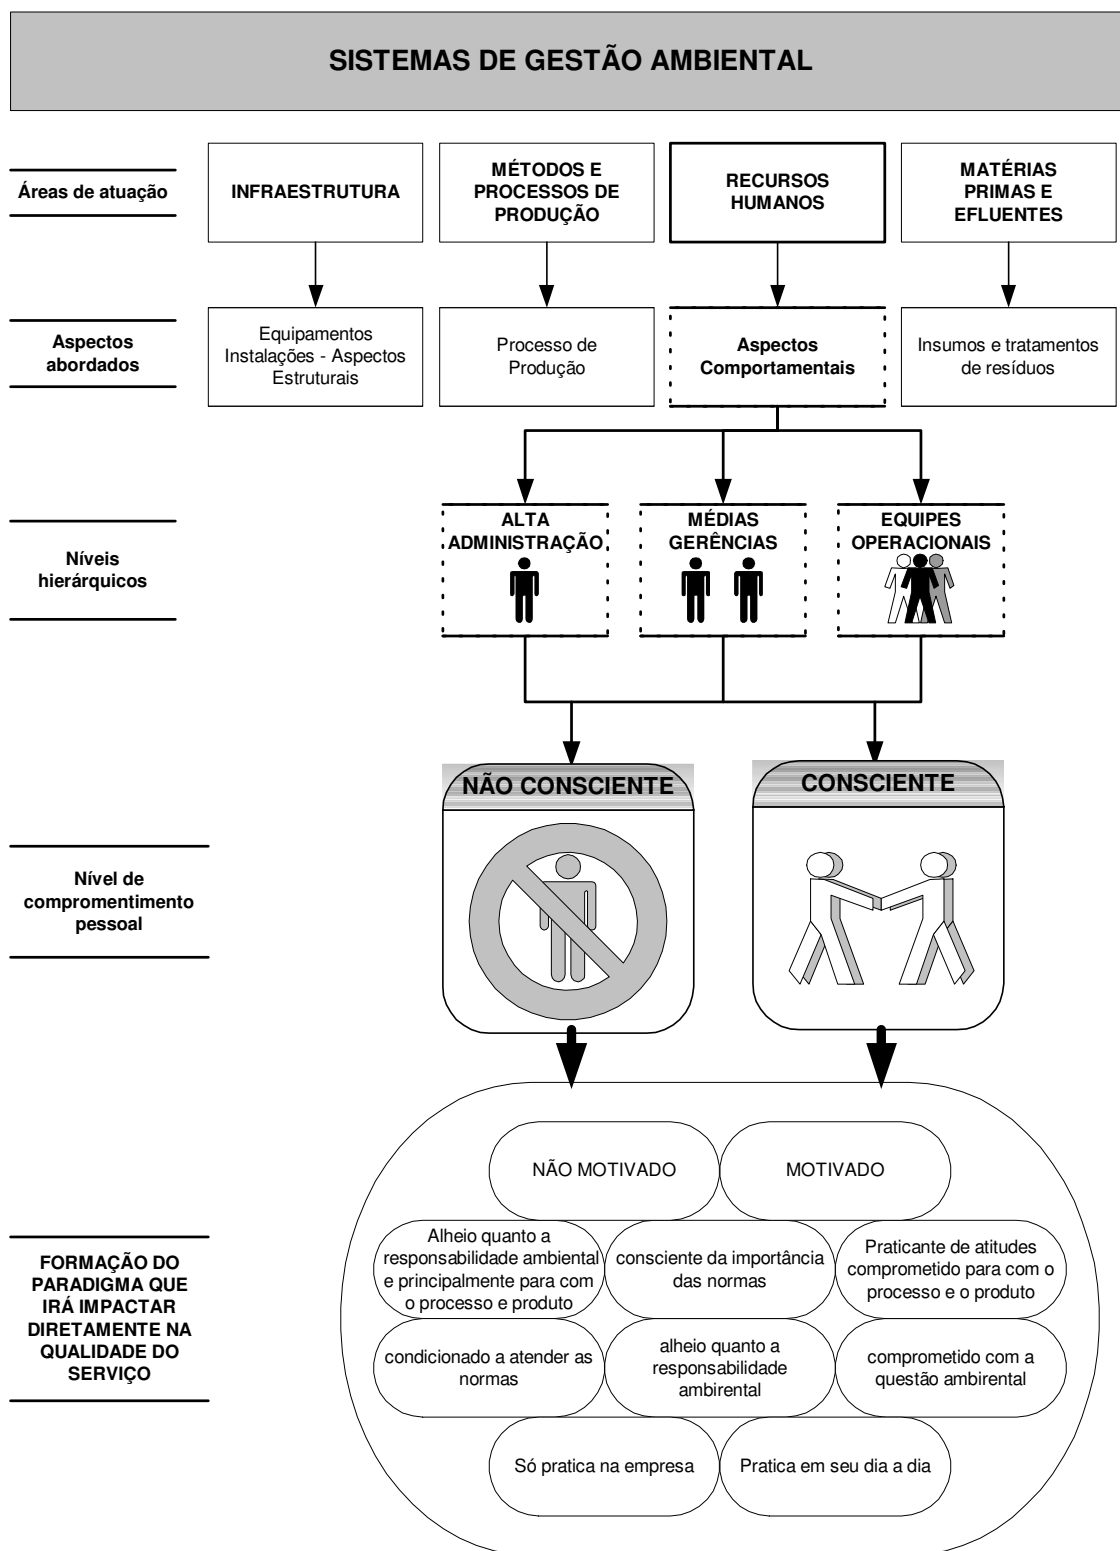 SISTEMAS DE GESTÃO AMBIENTAL
Áreas de atuação
INFRAESTRUTURA
MÉTODOS E
PROCESSOS DE
PRODUÇÃO
RECURSOS
HUMANOS
MATÉRIAS
PRIMAS E
EFLUENTES
Aspectos
abordados
Equipamentos
Instalações - Aspectos
Estruturais
Processo de
Produção
Aspectos
Comportamentais
Insumos e tratamentos
de resíduos
Níveis
hierárquicos
ALTA
ADMINISTRAÇÃO
MÉDIAS
GERÊNCIAS
EQUIPES
OPERACIONAIS
Nível de
compromentimento
pessoal
NÃO CONSCIENTE
CONSCIENTE
FORMAÇÃO DO
PARADIGMA QUE
IRÁ IMPACTAR
DIRETAMENTE NA
QUALIDADE DO
SERVIÇO
NÃO MOTIVADO
MOTIVADO
Alheio quanto a
responsabilidade ambiental
e principalmente para com
o processo e produto
consciente da importância
das normas
Praticante de atitudes
comprometido para com o
processo e o produto
condicionado a atender as
normas
alheio quanto a
responsabilidade
ambirental
comprometido com a
questão ambirental
Só pratica na empresa
Pratica em seu dia a dia